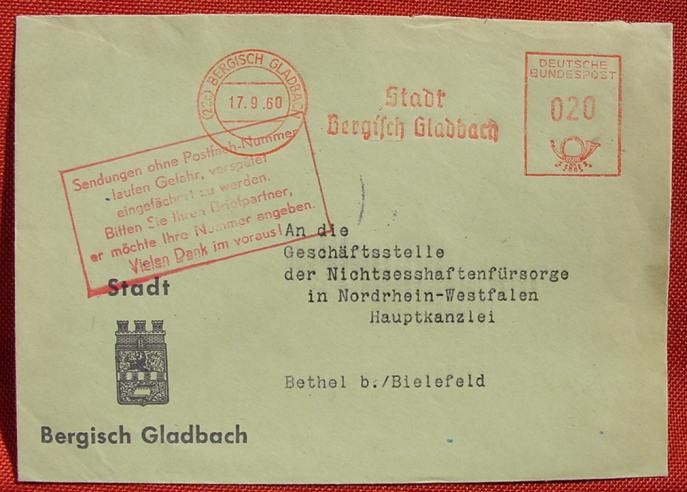 (22c) BERGISCH GLADBACH
17.9.60
Stadt
Bergisch Gladbach
DEUTSCHE
BUNDESPOST
020
Sendungen ohne Postfach-Nummer
laufen Gefahr, verspätet
eingefächert zu werden.
Bitten Sie Ihren Briefpartner,
er möchte Ihre Nummer angeben.
Vielen Dank im voraus!
An die
Geschäftsstelle
der Nichtsesshaftenfürsorge
in Nordrhein-Westfalen
Hauptkanzlei
Bethel b./Bielefeld
Stadt
Bergisch Gladbach